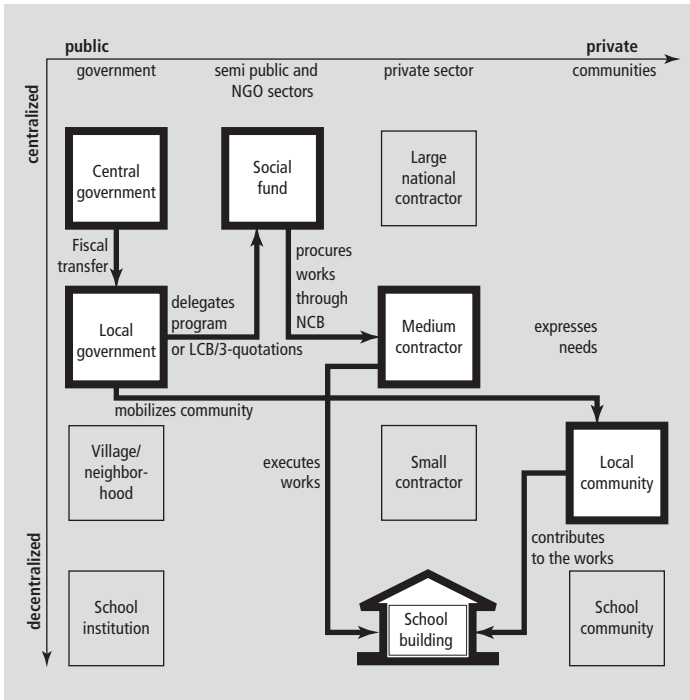 public
private
government
semi public and
NGO sectors
private sector
communities
centralized
Central
government
Social
fund
Large
national
contractor
Fiscal
transfer
procures
works
through
NCB
delegates
program
or LCB/3-quotations
Local
government
Medium
contractor
expresses
needs
mobilizes community
Village/
neighbor-
hood
executes
works
Small
contractor
Local
community
contributes
to the works
decentralized
School
institution
School
building
School
community